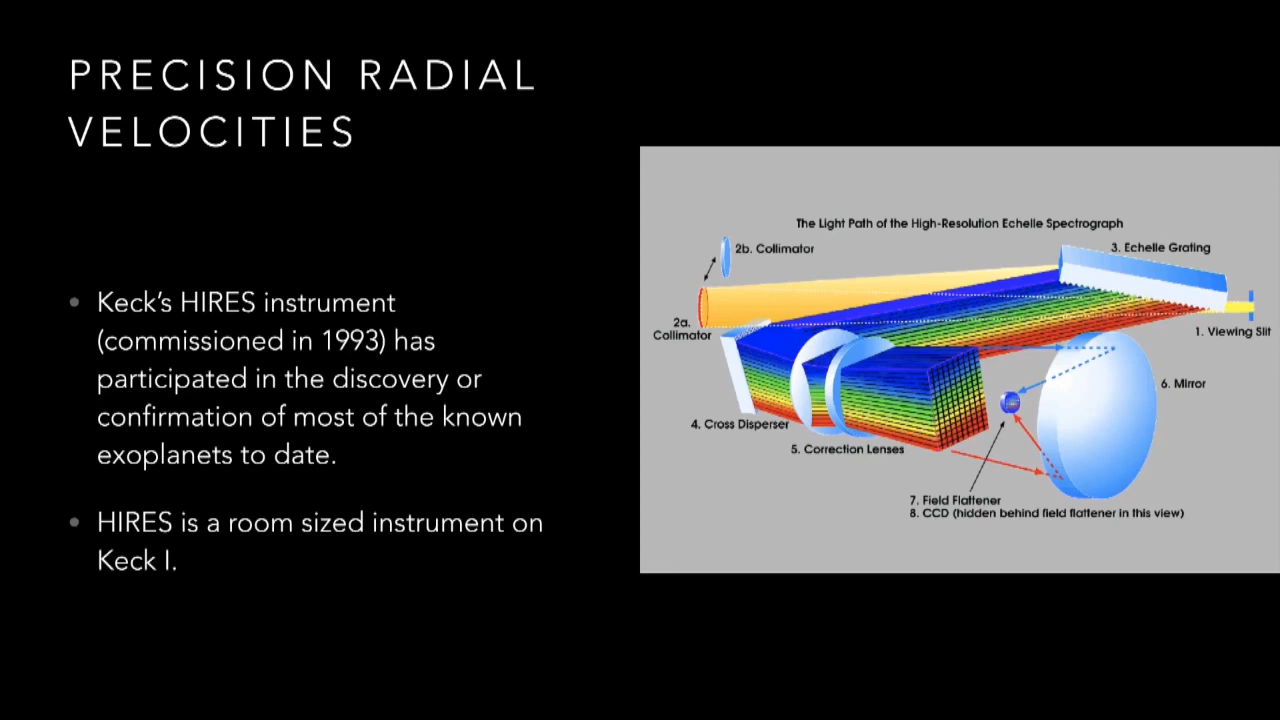 PRECISION RADIAL
VELOCITIES
• Keck's HIRES instrument
(commissioned in 1993) has
participated in the discovery or
confirmation of most of the known
exoplanets to date.
• HIRES is a room sized instrument on
Keck I.
The Light Path of the High-Resolution Echelle Spectrograph
2b. Collimator
3. Echelle Grating
2a.
Collimator
1. Viewing Slit
6. Mirror
4. Cross Disperser
5. Correction Lenses
7. Field Flattener
8. CCD (hidden behind field flattener in this view)